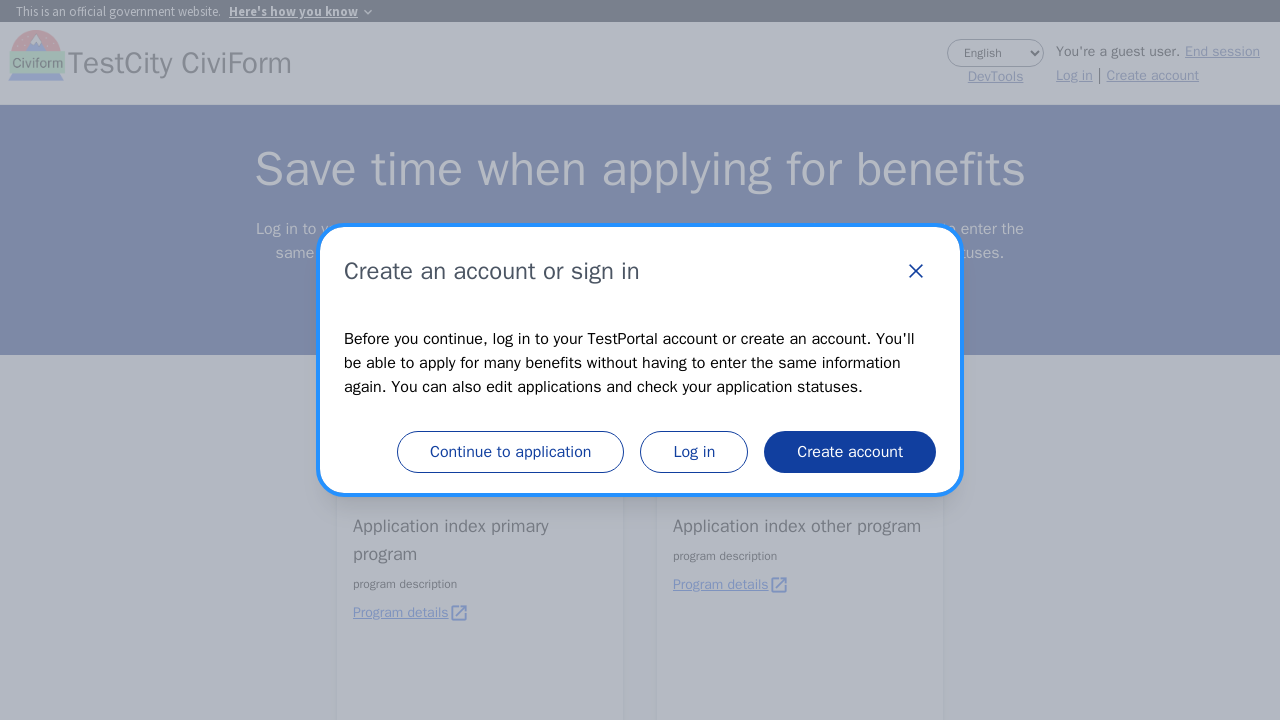 This is an official government website. Here's how you know
Civiform TestCity CiviForm
English
You're a guest user. End session
DevTools
Log in | Create account
Save time when applying for benefits
Log in to
enter the
same
Create an account or sign in
Before you continue, log in to your TestPortal account or create an account. You'll
be able to apply for many benefits without having to enter the same information
again. You can also edit applications and check your application statuses.
Continue to application
Log in
Create account
Application index primary
program
program description
Program details
Application index other program
program description
Program details